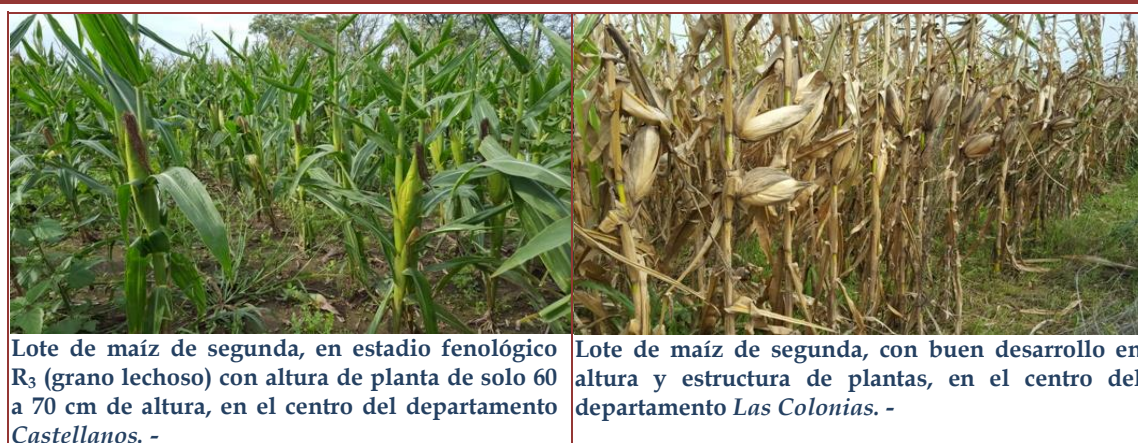 Lote de maíz de segunda, en estadio fenológico
R₃ (grano lechoso) con altura de planta de solo 60
a 70 cm de altura, en el centro del departamento
Castellanos. -
Lote de maíz de segunda, con buen desarrollo en
altura y estructura de plantas, en el centro del
departamento Las Colonias. -